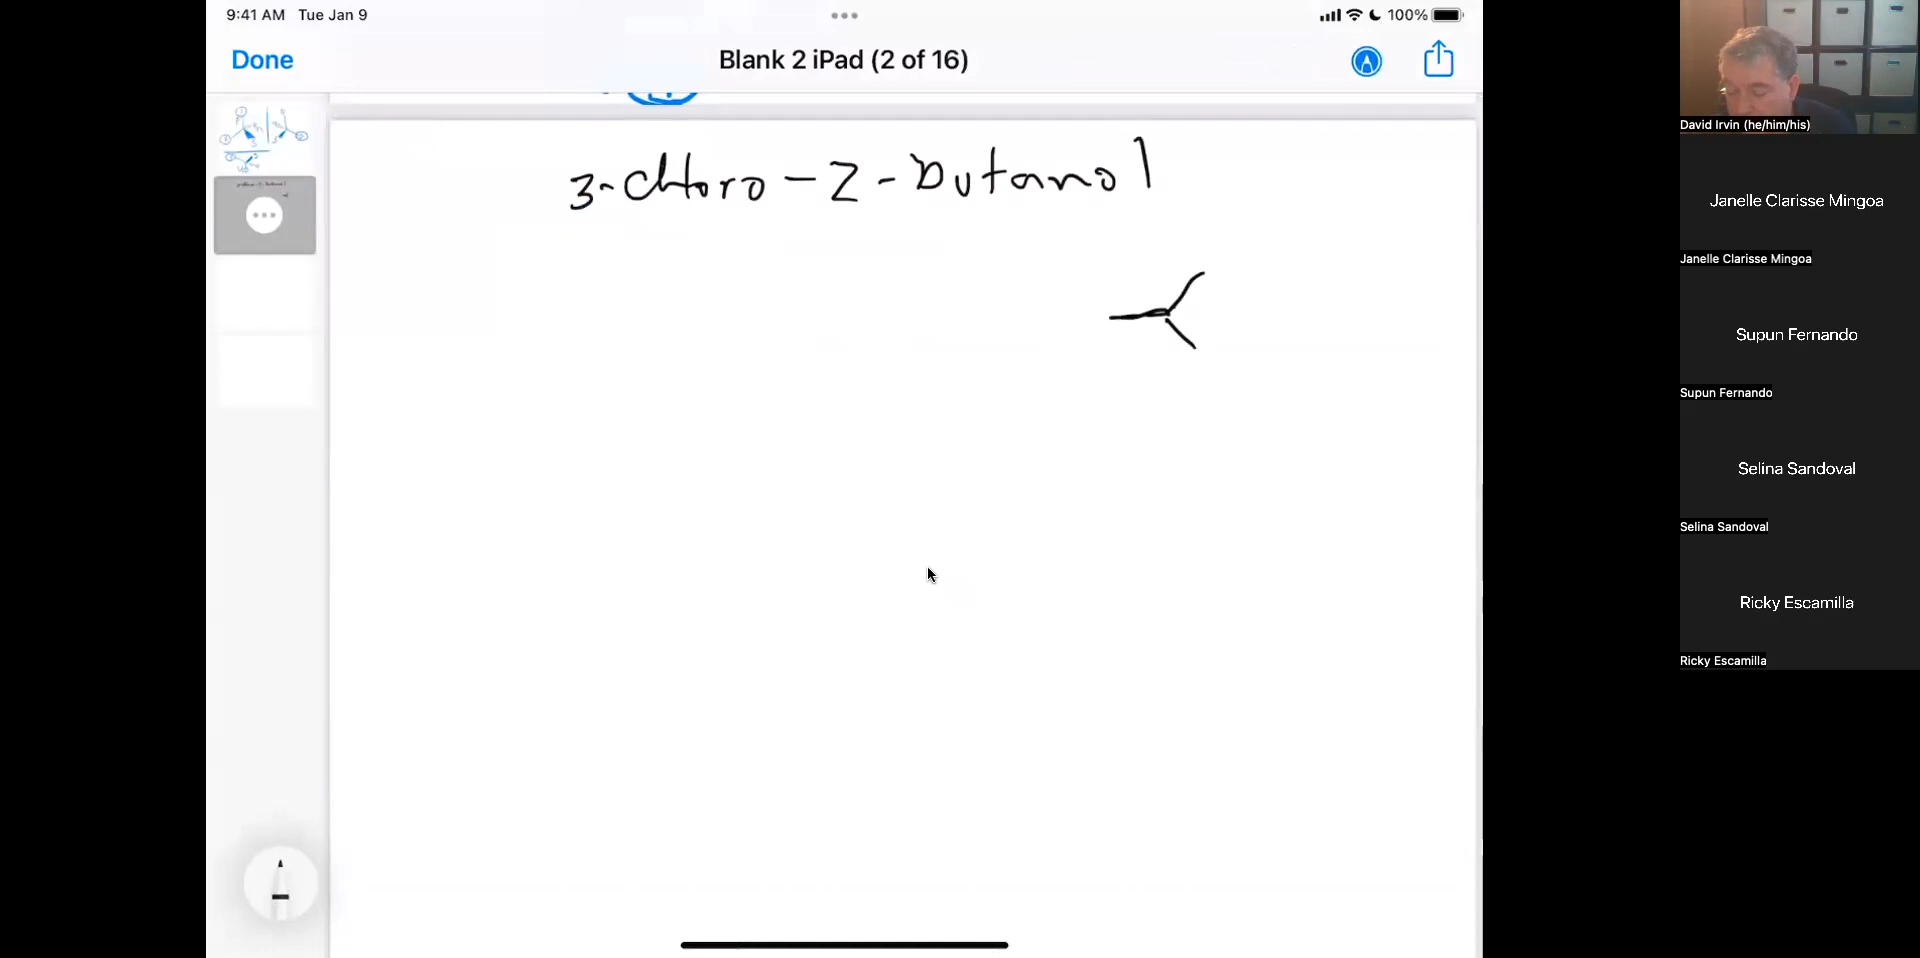 9:41 AM Tue Jan 9
100%
Done
Blank 2 iPad (2 of 16)
3-Chloro-2-Butanol
David Irvin (he/him/his)
Janelle Clarisse Mingoa
Janelle Clarisse Mingoa
Supun Fernando
Supun Fernando
Selina Sandoval
Selina Sandoval
Ricky Escamilla
Ricky Escamilla